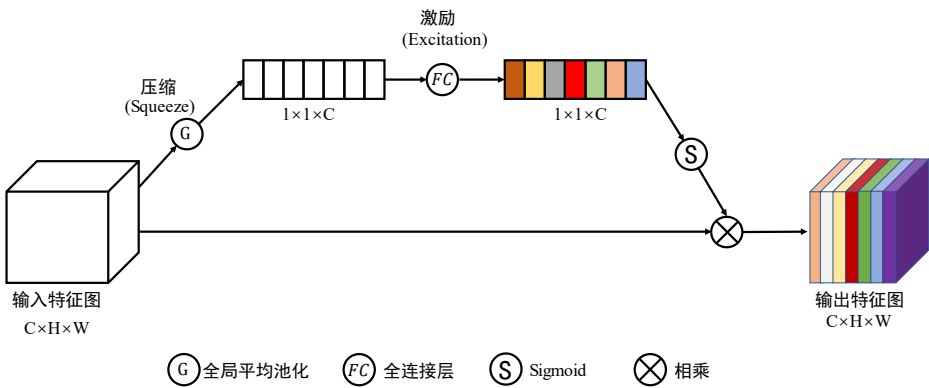 激励
(Excitation)
FC
压缩
(Squeeze)
1×1×C
1×1×C
G
S
输入特征图
C×H×W
输出特征图
C×H×W
G 全局平均池化 FC 全连接层 S Sigmoid 相乘